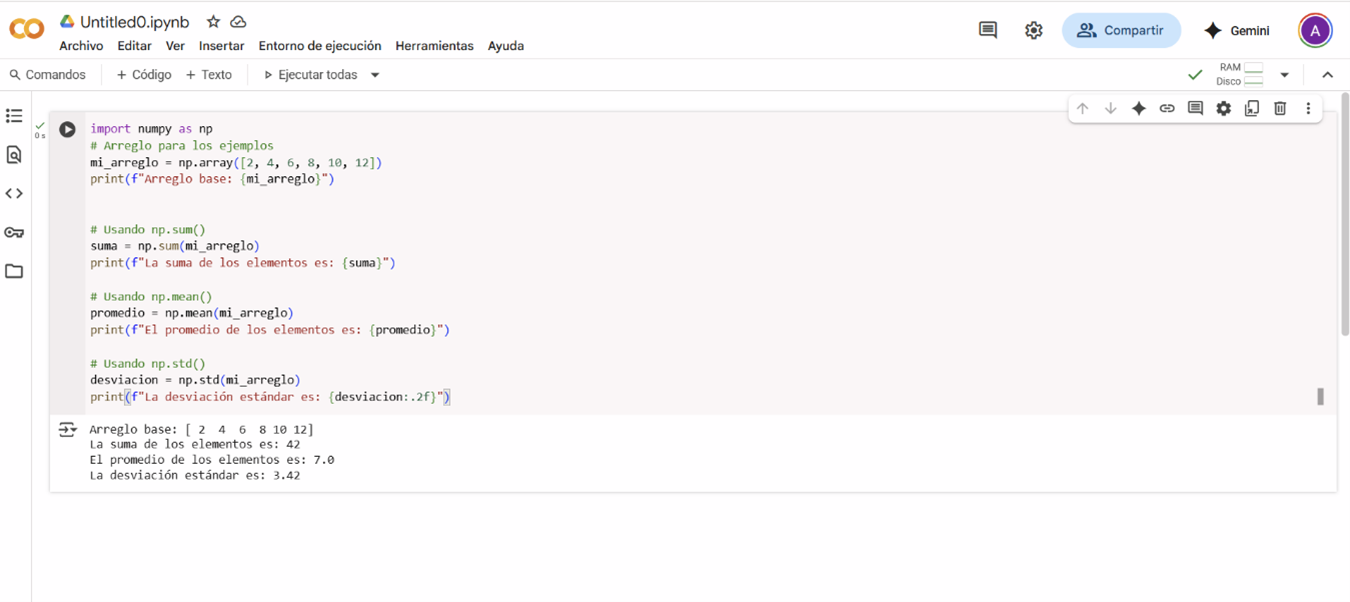 Untitled0.ipynb
Archivo Editar Ver Insertar Entorno de ejecución Herramientas Ayuda
Compartir
Gemini
A
Comandos + Código + Texto Ejecutar todas
RAM
Disco
0 s
import numpy as np
# Arreglo para los ejemplos
mi_arreglo = np.array([2, 4, 6, 8, 10, 12])
print(f"Arreglo base: {mi_arreglo}")
# Usando np.sum()
suma = np.sum(mi_arreglo)
print(f"La suma de los elementos es: {suma}")
# Usando np.mean()
promedio = np.mean(mi_arreglo)
print(f"El promedio de los elementos es: {promedio}")
# Usando np.std()
desviacion = np.std(mi_arreglo)
print(f"La desviación estándar es: {desviacion:.2f}")
Arreglo base: [ 2  4  6  8 10 12]
La suma de los elementos es: 42
El promedio de los elementos es: 7.0
La desviación estándar es: 3.42